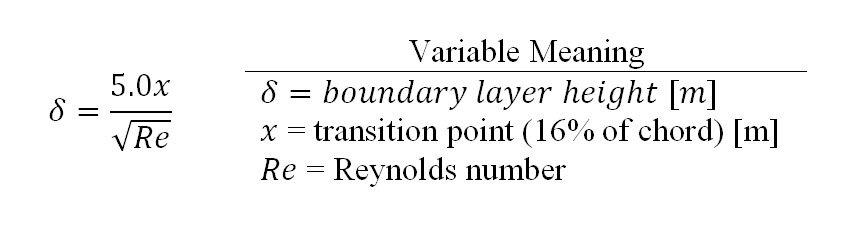 δ = 5.0x / √Re
Variable Meaning
δ = boundary layer height [m]
x = transition point (16% of chord) [m]
Re = Reynolds number